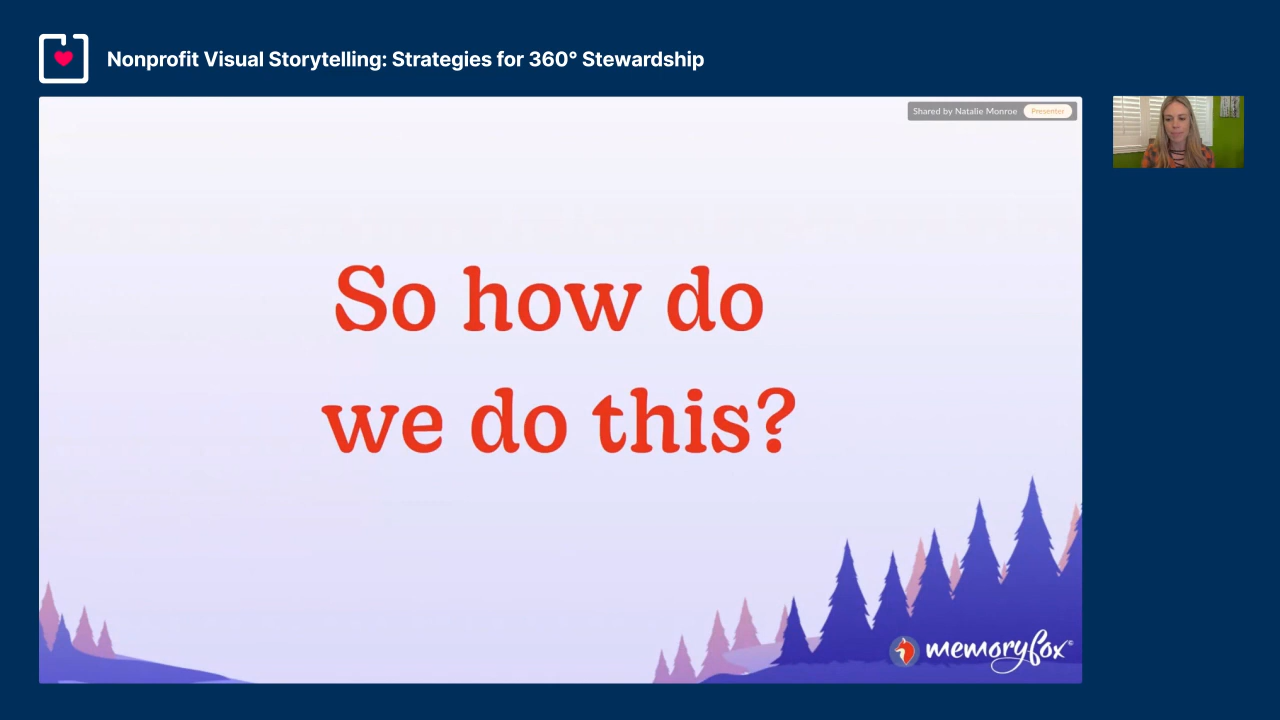 Nonprofit Visual Storytelling: Strategies for 360° Stewardship
Shared by Natalie Monroe Presenter
So how do
we do this?
memoryfox©